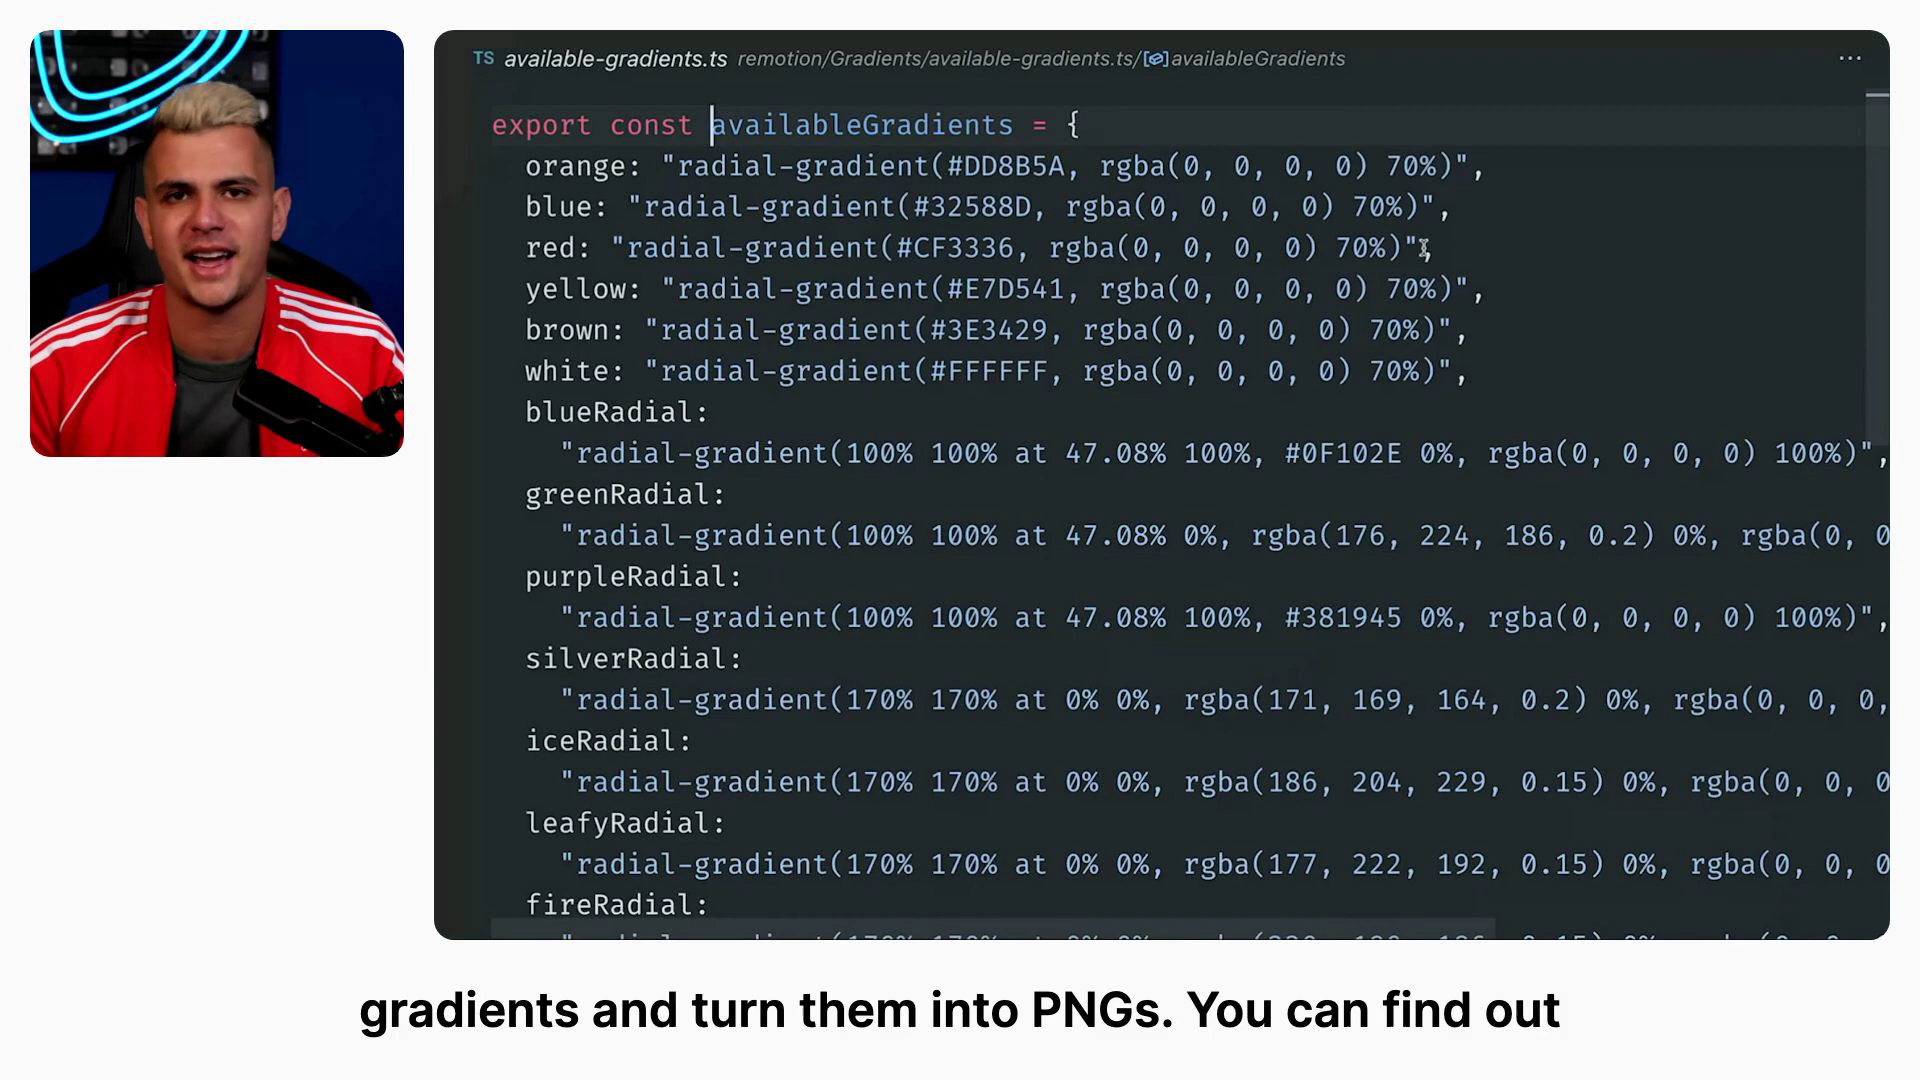 TS available-gradients.ts remotion/Gradients/available-gradients.ts/availableGradients ...
export const availableGradients = {
orange: "radial-gradient(#DD8B5A, rgba(0, 0, 0, 0) 70%)",
blue: "radial-gradient(#32588D, rgba(0, 0, 0, 0) 70%)",
red: "radial-gradient(#CF3336, rgba(0, 0, 0, 0) 70%)",
yellow: "radial-gradient(#E7D541, rgba(0, 0, 0, 0) 70%)",
brown: "radial-gradient(#3E3429, rgba(0, 0, 0, 0) 70%)",
white: "radial-gradient(#FFFFFF, rgba(0, 0, 0, 0) 70%)",
blueRadial:
"radial-gradient(100% 100% at 47.08% 100%, #0F102E 0%, rgba(0, 0, 0, 0) 100%)",
greenRadial:
"radial-gradient(100% 100% at 47.08% 0%, rgba(176, 224, 186, 0.2) 0%, rgba(0, 0
purpleRadial:
"radial-gradient(100% 100% at 47.08% 100%, #381945 0%, rgba(0, 0, 0, 0) 100%)",
silverRadial:
"radial-gradient(170% 170% at 0% 0%, rgba(171, 169, 164, 0.2) 0%, rgba(0, 0, 0,
iceRadial:
"radial-gradient(170% 170% at 0% 0%, rgba(186, 204, 229, 0.15) 0%, rgba(0, 0, 0
leafyRadial:
"radial-gradient(170% 170% at 0% 0%, rgba(177, 222, 192, 0.15) 0%, rgba(0, 0, 0
fireRadial:
gradients and turn them into PNGs. You can find out